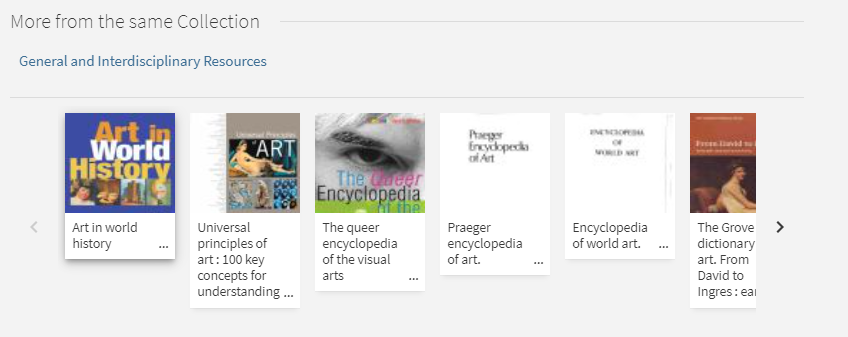 More from the same Collection
General and Interdisciplinary Resources
Art in
World
History
Universal Principles
of ART
The Queer
Encyclopedia
of the
Praeger
Encyclopedia
of Art
ENCYCLOPEDIA
OF
WORLD ART
From David to
Art in world
history ...
Universal
principles of
art : 100 key
concepts for
understanding ...
The queer
encyclopedia
of the visual
arts ...
Praeger
encyclopedia
of art. ...
Encyclopedia
of world art. ...
The Grove
dictionary
art. From
David to
Ingres : ear